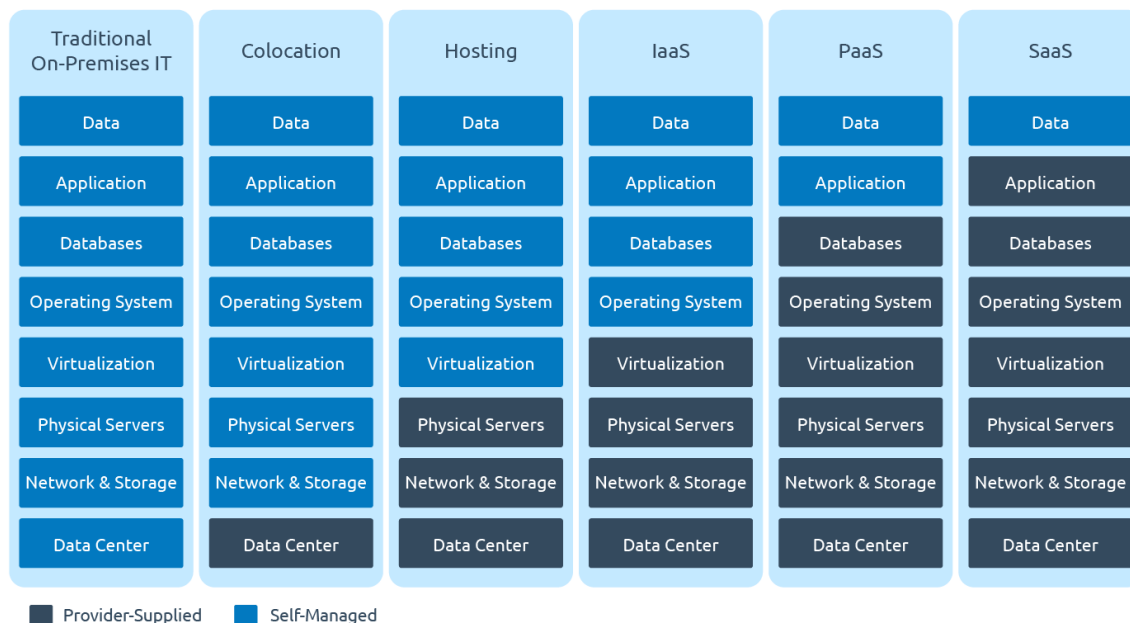 Traditional
On-Premises IT
Colocation
Hosting
IaaS
PaaS
SaaS
Data
Data
Data
Data
Data
Data
Application
Application
Application
Application
Application
Application
Databases
Databases
Databases
Databases
Databases
Databases
Operating System
Operating System
Operating System
Operating System
Operating System
Operating System
Virtualization
Virtualization
Virtualization
Virtualization
Virtualization
Virtualization
Physical Servers
Physical Servers
Physical Servers
Physical Servers
Physical Servers
Physical Servers
Network & Storage
Network & Storage
Network & Storage
Network & Storage
Network & Storage
Network & Storage
Data Center
Data Center
Data Center
Data Center
Data Center
Data Center
Provider-Supplied
Self-Managed